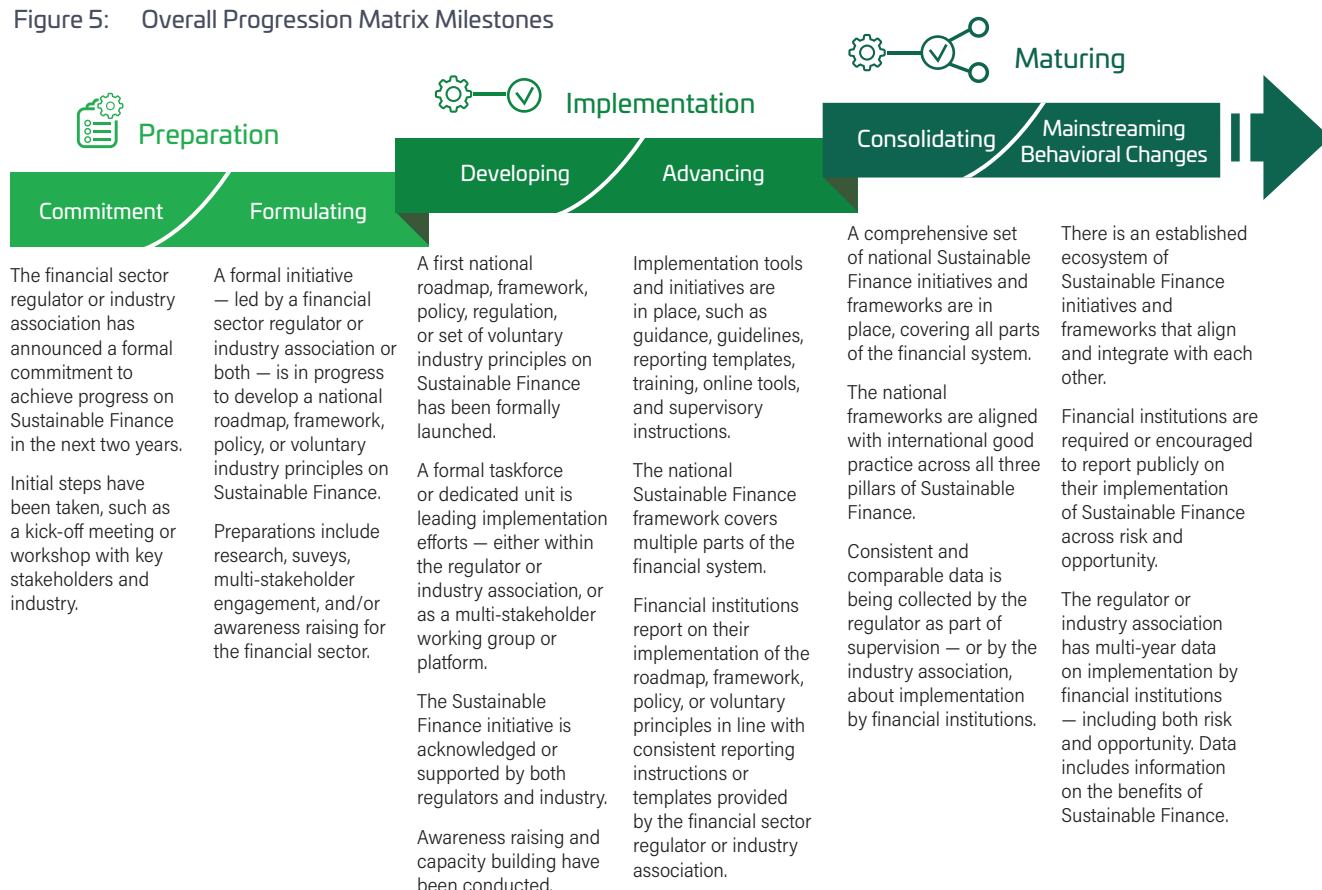 Figure 5: Overall Progression Matrix Milestones
Preparation
Commitment
Formulating
The financial sector
regulator or industry
association has
announced a formal
commitment to
achieve progress on
Sustainable Finance
in the next two years.
Initial steps have
been taken, such as
a kick-off meeting or
workshop with key
stakeholders and
industry.
A formal initiative
— led by a financial
sector regulator or
industry association or
both — is in progress
to develop a national
roadmap, framework,
policy, or voluntary
industry principles on
Sustainable Finance.
Preparations include
research, suveys,
multi-stakeholder
engagement, and/or
awareness raising for
the financial sector.
Implementation
Developing
Advancing
A first national
roadmap, framework,
policy, regulation,
or set of voluntary
industry principles on
Sustainable Finance
has been formally
launched.
A formal taskforce
or dedicated unit is
leading implementation
efforts — either within
the regulator or
industry association, or
as a multi-stakeholder
working group or
platform.
The Sustainable
Finance initiative is
acknowledged or
supported by both
regulators and industry.
Awareness raising and
capacity building have
been conducted.
Implementation tools
and initiatives are
in place, such as
guidance, guidelines,
reporting templates,
training, online tools,
and supervisory
instructions.
The national
Sustainable Finance
framework covers
multiple parts of the
financial system.
Financial institutions
report on their
implementation of the
roadmap, framework,
policy, or voluntary
principles in line with
consistent reporting
instructions or
templates provided
by the financial sector
regulator or industry
association.
Maturing
Consolidating
Mainstreaming
Behavioral Changes
A comprehensive set
of national Sustainable
Finance initiatives and
frameworks are in
place, covering all parts
of the financial system.
The national
frameworks are aligned
with international good
practice across all three
pillars of Sustainable
Finance.
Consistent and
comparable data is
being collected by the
regulator as part of
supervision — or by the
industry association,
about implementation
by financial institutions.
There is an established
ecosystem of
Sustainable Finance
initiatives and
frameworks that align
and integrate with each
other.
Financial institutions are
required or encouraged
to report publicly on
their implementation
of Sustainable Finance
across risk and
opportunity.
The regulator or
industry association
has multi-year data
on implementation by
financial institutions
— including both risk
and opportunity. Data
includes information
on the benefits of
Sustainable Finance.